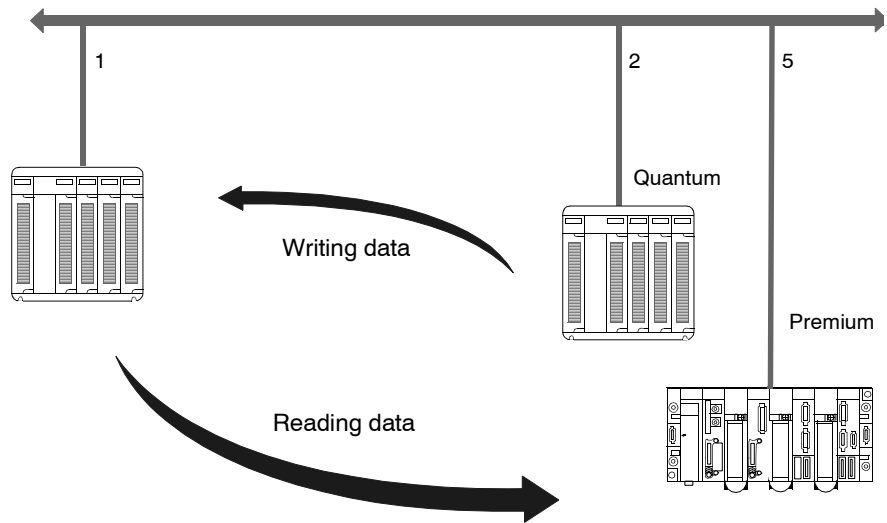 1
2
5
Quantum
Writing data
Premium
Reading data